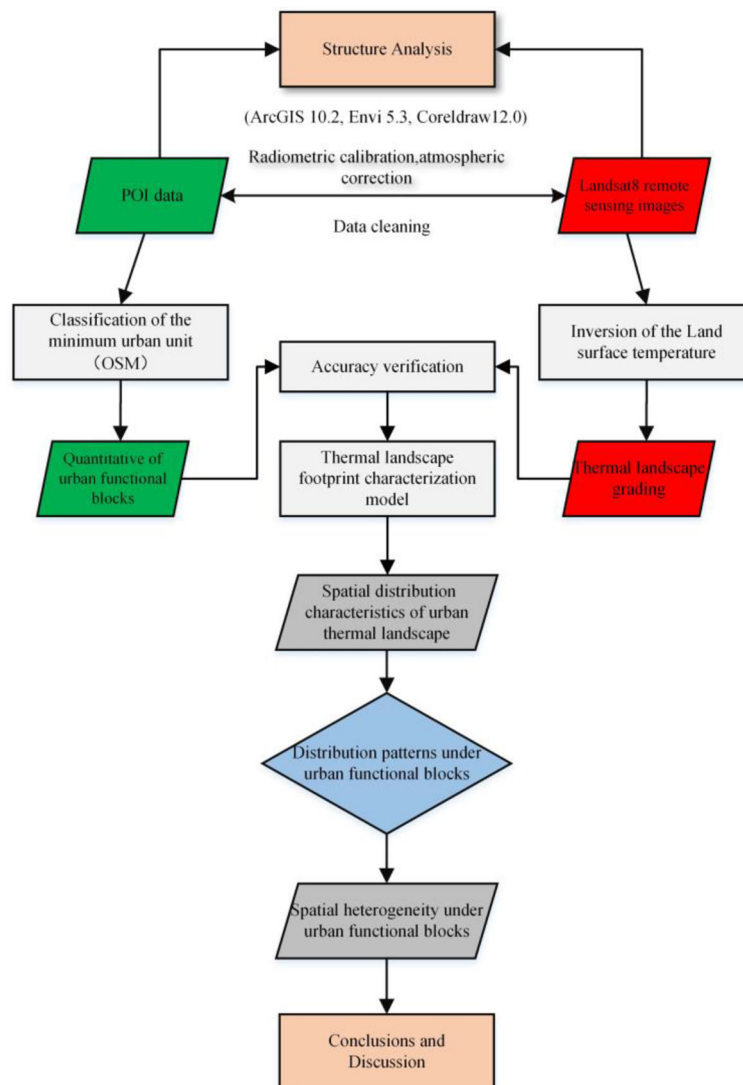 Structure Analysis
(ArcGIS 10.2, Envi 5.3, Coreldraw12.0)
Radiometric calibration,atmospheric
correction
POI data
Landsat8 remote
sensing images
Data cleaning
Classification of the
minimum urban unit
（OSM）
Inversion of the Land
surface temperature
Accuracy verification
Quantitative of
urban functional
blocks
Thermal landscape
footprint characterization
model
Thermal landscape
grading
Spatial distribution
characteristics of urban
thermal landscape
Distribution patterns under
urban functional blocks
Spatial heterogeneity under
urban functional blocks
Conclusions and
Discussion